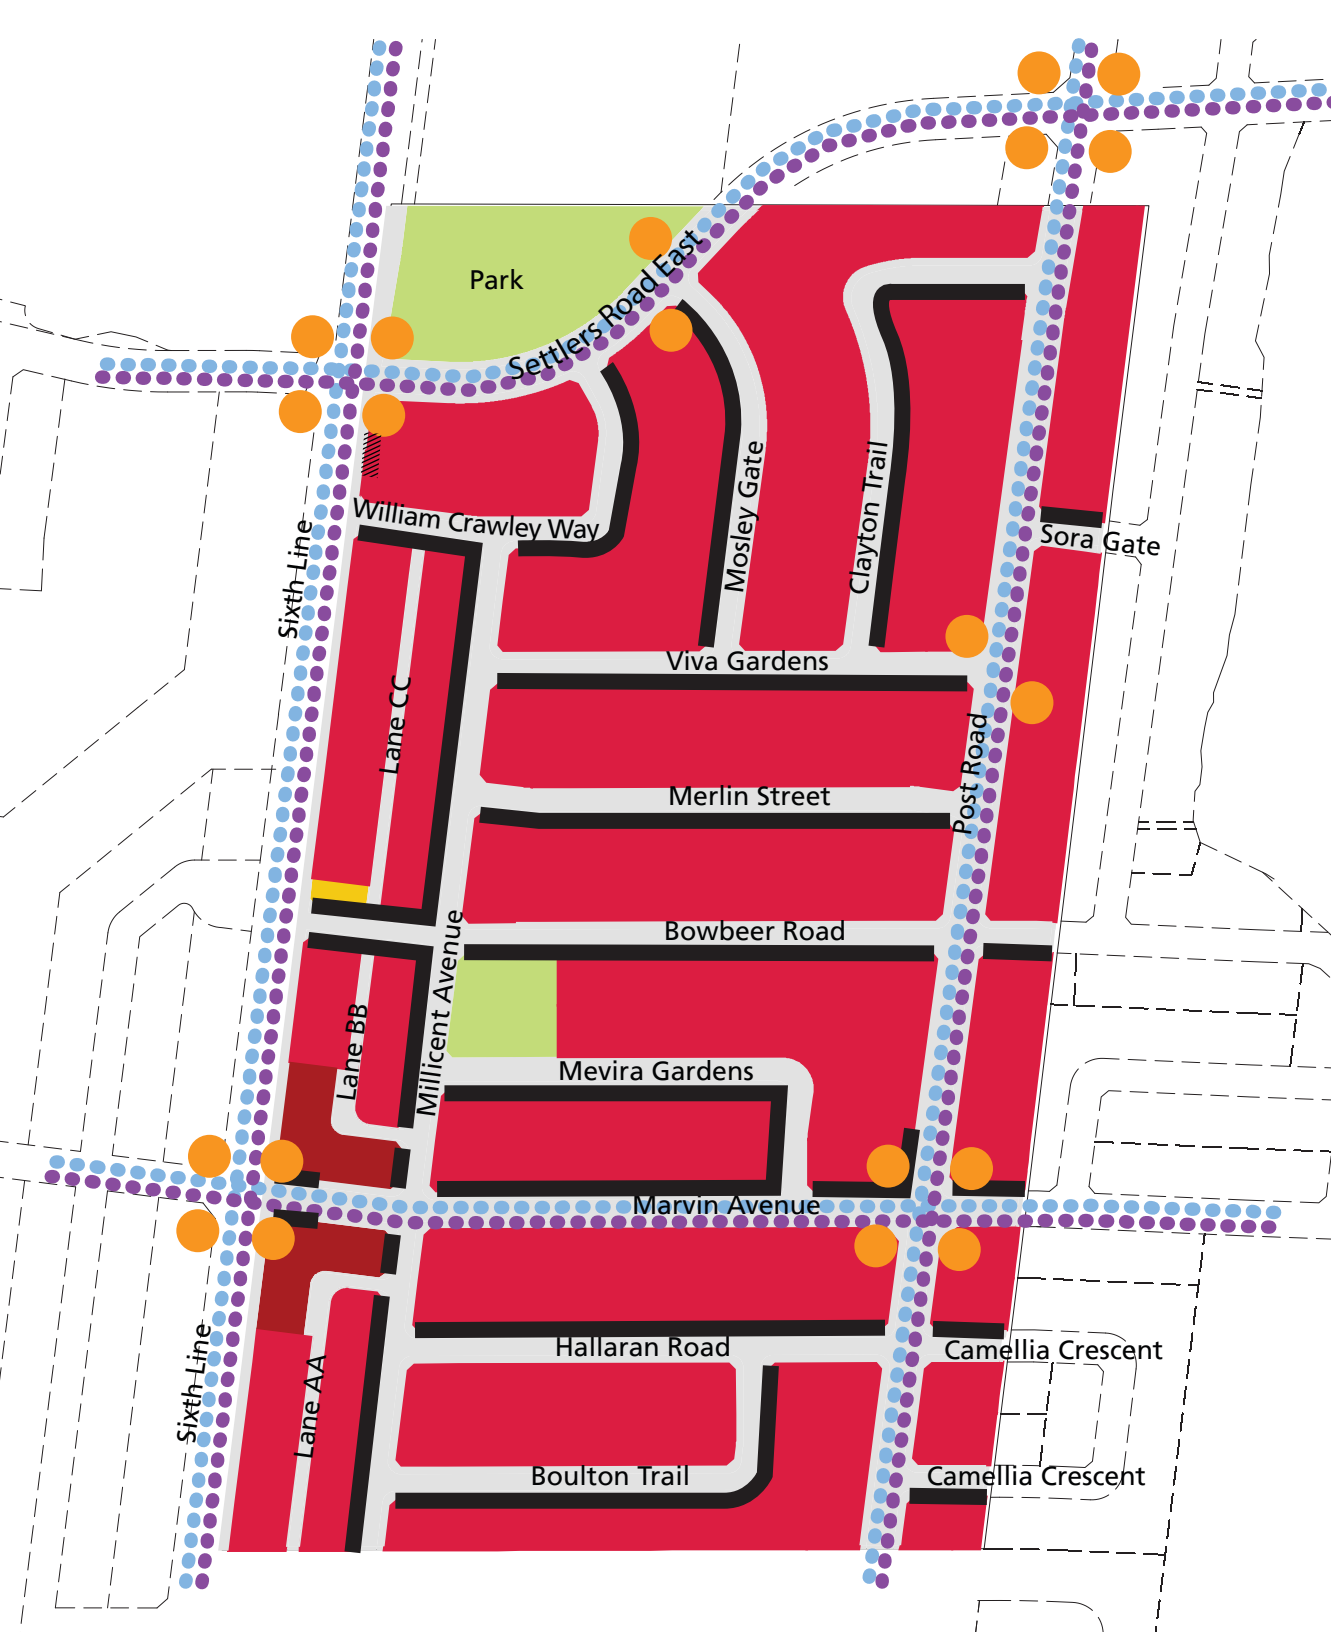 Park
Settlers Road East
William Crawley Way
Sixth Line
Mosley Gate
Clayton Trail
Sora Gate
Viva Gardens
Lane CC
Post Road
Merlin Street
Bowbeer Road
Millicent Avenue
Lane BB
Mevira Gardens
Marvin Avenue
Hallaran Road
Camellia Crescent
Sixth Line
Lane AA
Boulton Trail
Camellia Crescent